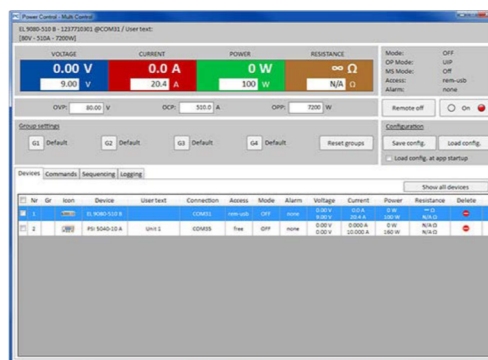 Power Control - Multi Control
EL 9080-510 B - 1237710301 @COM31 / User text:
[80V - 510A - 7200W]
VOLTAGE CURRENT POWER RESISTANCE
0.00 V 0.0 A 0 W ∞ Ω
9.00 V 20.4 A 100 W N/A Ω
Mode: OFF
OP Mode: UIP
MS Mode: Off
Access: rem-usb
Alarm: none
OVP: 80.00 V OCP: 510.0 A OPP: 7200 W
Remote off On
Group settings
G1 Default G2 Default G3 Default G4 Default Reset groups
Configuration
Save config. Load config.
Load config. at app startup
Devices Commands Sequencing Logging
Show all devices
Nr Gr Icon Device User text Connection Access Mode Alarm Voltage Current Power Resistance Delete
1 EL 9080-510 B COM31 rem-usb OFF none 0.00 V 0.0 A 0 W ∞ Ω
9.00 V 20.4 A 100 W N/A Ω
2 PSI 5040-10 A Unit 1 COM35 free OFF none 0.00 V 0.000 A 0 W N/A Ω
0.00 V 10.000 A 160 W N/A Ω